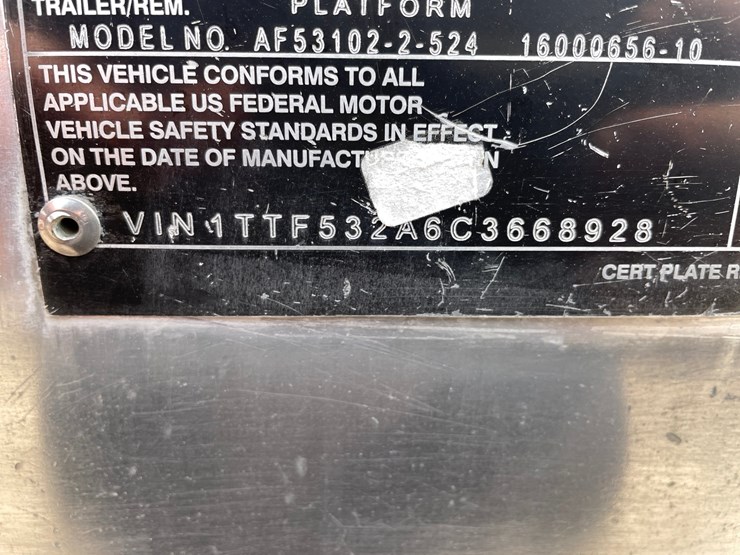 TRAILER/REM. PLATFORM
MODEL NO. AF53102-2-524 16000656-10
THIS VEHICLE CONFORMS TO ALL
APPLICABLE US FEDERAL MOTOR
VEHICLE SAFETY STANDARDS IN EFFECT
ON THE DATE OF
ABOVE.
VIN 1TTF532A6C3668928
CERT PLATE